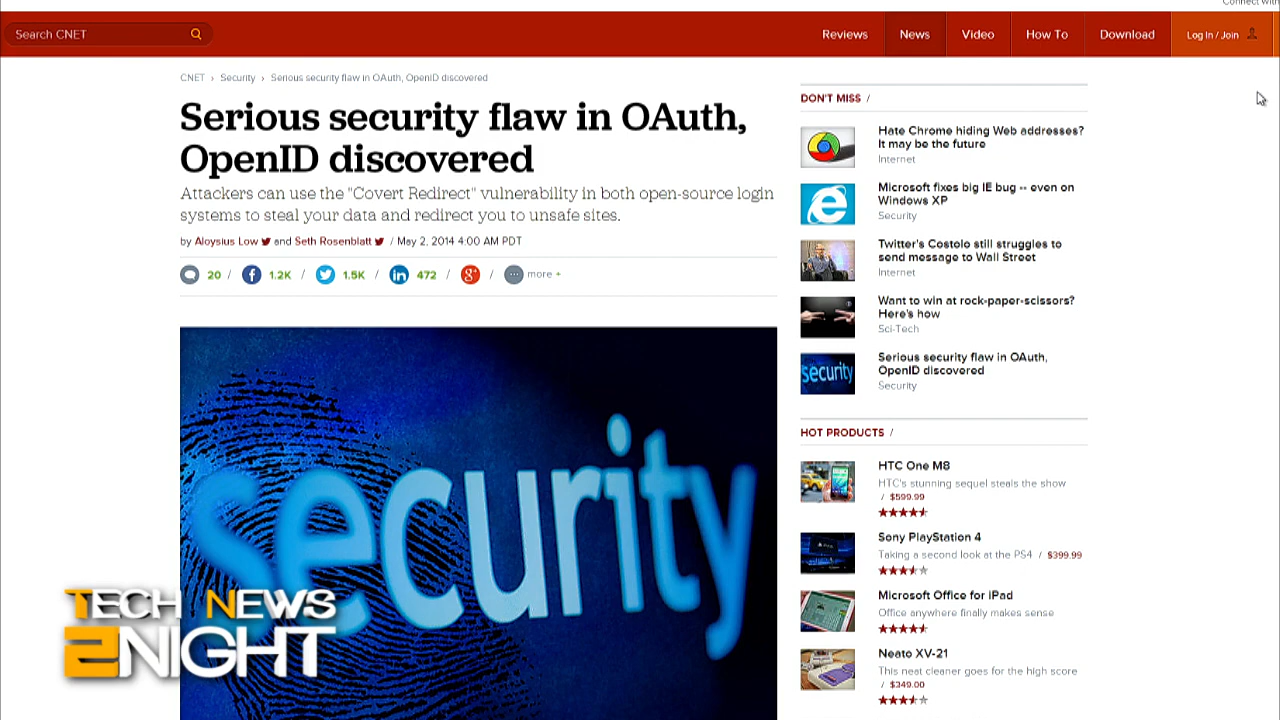 Connect with
Search CNET
Reviews
News
Video
How To
Download
Log In / Join
CNET › Security › Serious security flaw in OAuth, OpenID discovered
Serious security flaw in OAuth,
OpenID discovered
Attackers can use the "Covert Redirect" vulnerability in both open-source login
systems to steal your data and redirect you to unsafe sites.
by Aloysius Low and Seth Rosenblatt / May 2, 2014 4:00 AM PDT
20 / 1.2K / 1.5K / 472 / / more +
security
TECH NEWS
2NIGHT
DON'T MISS /
Hate Chrome hiding Web addresses?
It may be the future
Internet
Microsoft fixes big IE bug -- even on
Windows XP
Security
Twitter's Costolo still struggles to
send message to Wall Street
Internet
Want to win at rock-paper-scissors?
Here's how
Sci-Tech
security
Serious security flaw in OAuth,
OpenID discovered
Security
HOT PRODUCTS /
HTC One M8
HTC's stunning sequel steals the show
/ $599.99
Sony PlayStation 4
Taking a second look at the PS4 / $399.99
Microsoft Office for iPad
Office anywhere finally makes sense
Neato XV-21
This neat cleaner goes for the high score
/ $349.00